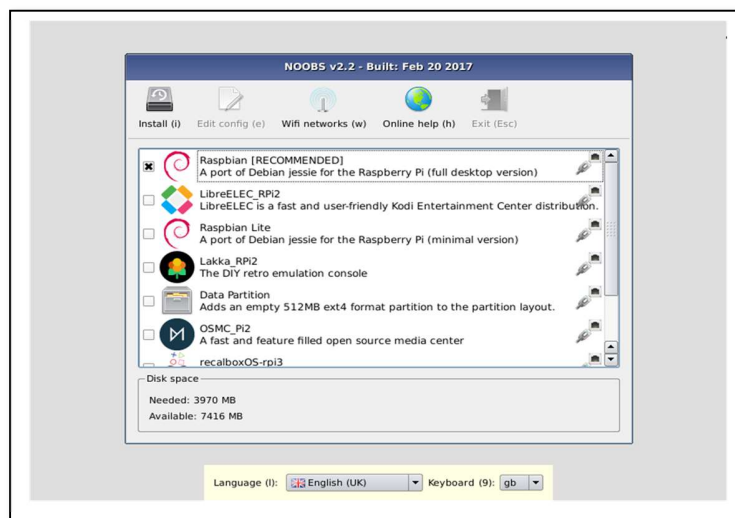 NOOBS v2.2 - Built: Feb 20 2017
Install (i) Edit config (e) Wifi networks (w) Online help (h) Exit (Esc)
Raspbian [RECOMMENDED]
A port of Debian jessie for the Raspberry Pi (full desktop version)
LibreELEC_RPi2
LibreELEC is a fast and user-friendly Kodi Entertainment Center distribution.
Raspbian Lite
A port of Debian jessie for the Raspberry Pi (minimal version)
Lakka_RPi2
The DIY retro emulation console
Data Partition
Adds an empty 512MB ext4 format partition to the partition layout.
OSMC_Pi2
A fast and feature filled open source media center
recalboxOS-rpi3
Disk space
Needed: 3970 MB
Available: 7416 MB
Language (l): English (UK) Keyboard (9): gb